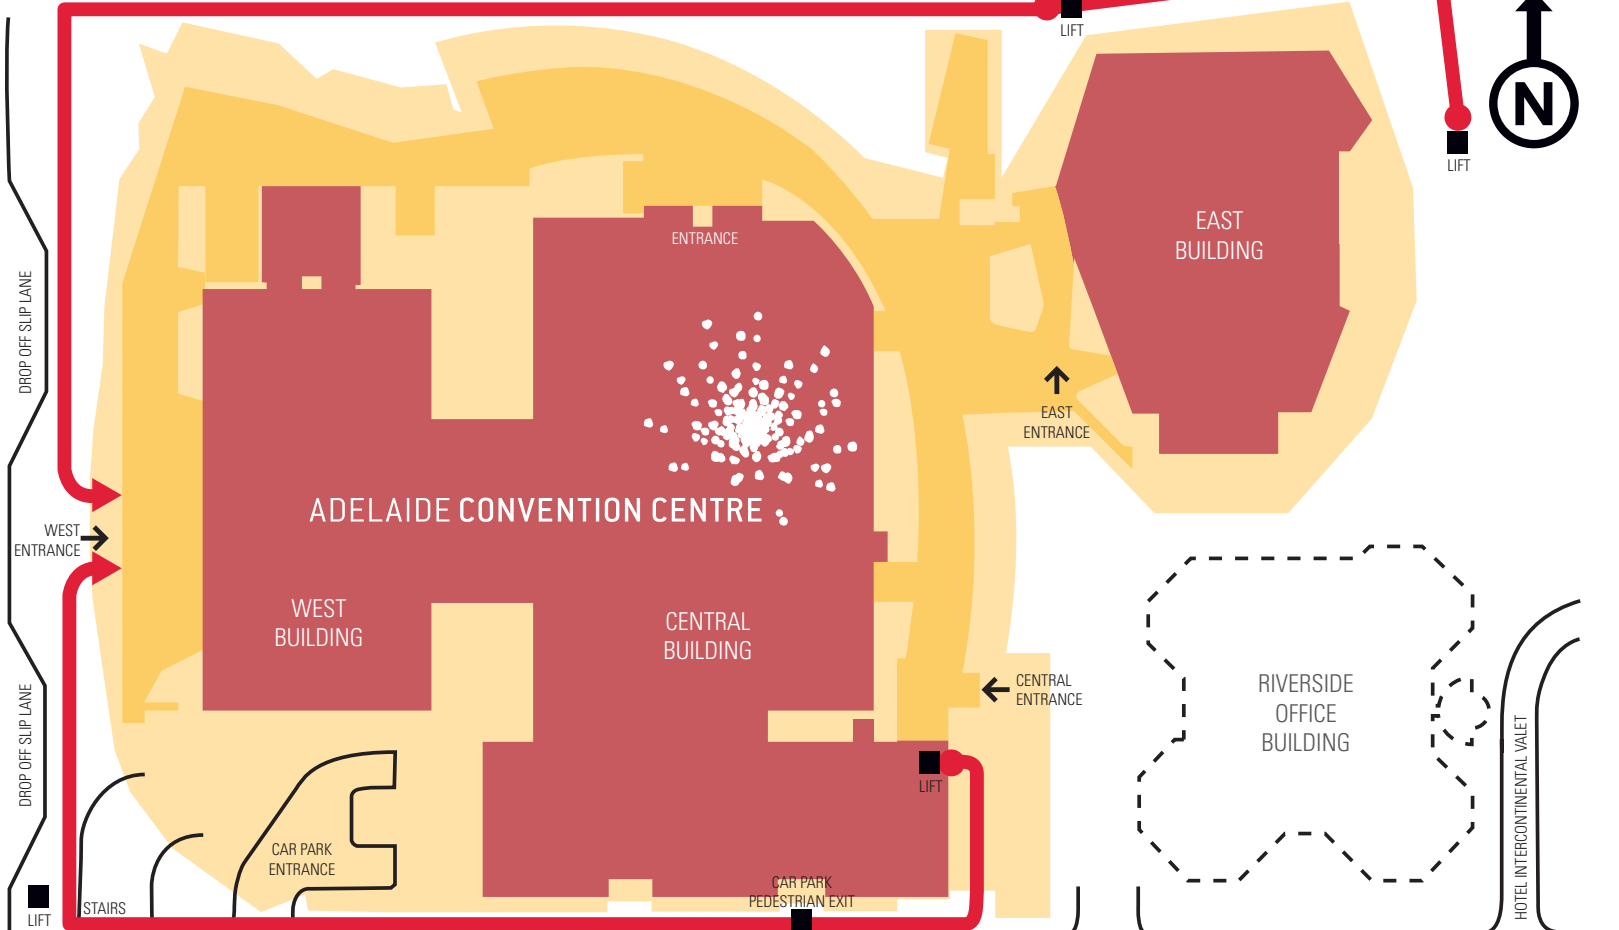 LIFT
N
LIFT
EAST
BUILDING
ENTRANCE
DROP OFF SLIP LANE
EAST
ENTRANCE
ADELAIDE CONVENTION CENTRE
WEST
ENTRANCE
WEST
BUILDING
CENTRAL
BUILDING
CENTRAL
ENTRANCE
RIVERSIDE
OFFICE
BUILDING
DROP OFF SLIP LANE
HOTEL INTERCONTINENTAL VALET
LIFT
CAR PARK
ENTRANCE
CAR PARK
PEDESTRIAN EXIT
STAIRS
LIFT